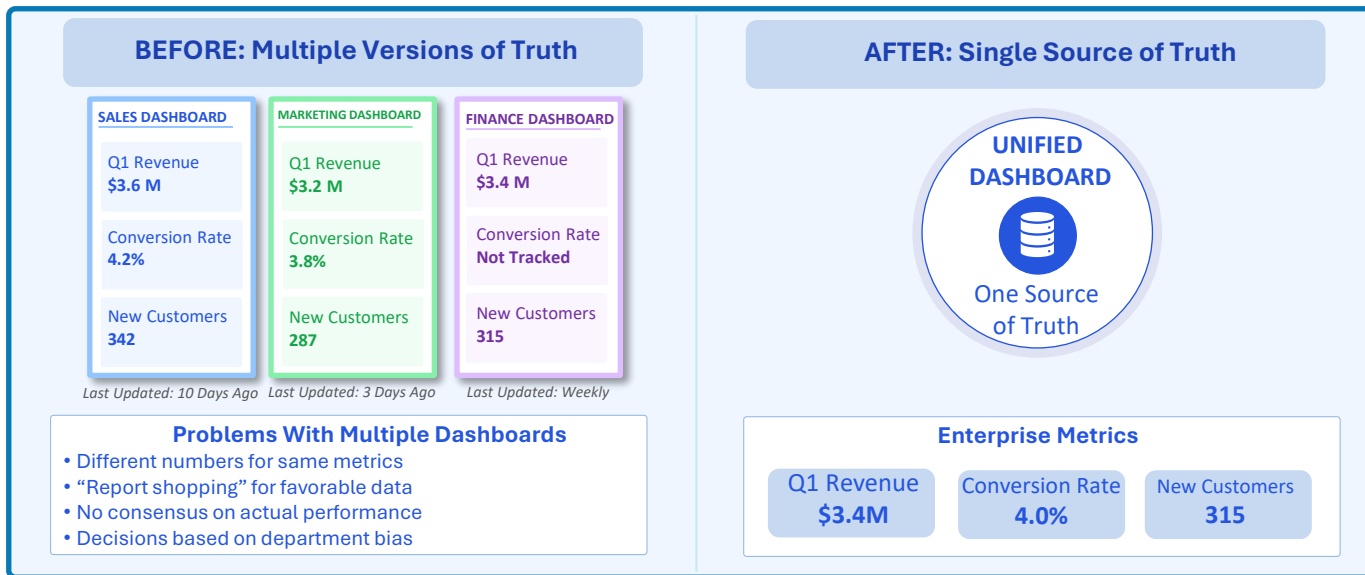 BEFORE: Multiple Versions of Truth
SALES DASHBOARD
Q1 Revenue
$3.6 M
Conversion Rate
4.2%
New Customers
342
Last Updated: 10 Days Ago
MARKETING DASHBOARD
Q1 Revenue
$3.2 M
Conversion Rate
3.8%
New Customers
287
Last Updated: 3 Days Ago
FINANCE DASHBOARD
Q1 Revenue
$3.4 M
Conversion Rate
Not Tracked
New Customers
315
Last Updated: Weekly
Problems With Multiple Dashboards
• Different numbers for same metrics
• “Report shopping” for favorable data
• No consensus on actual performance
• Decisions based on department bias
AFTER: Single Source of Truth
UNIFIED
DASHBOARD
One Source
of Truth
Enterprise Metrics
Q1 Revenue
$3.4M
Conversion Rate
4.0%
New Customers
315